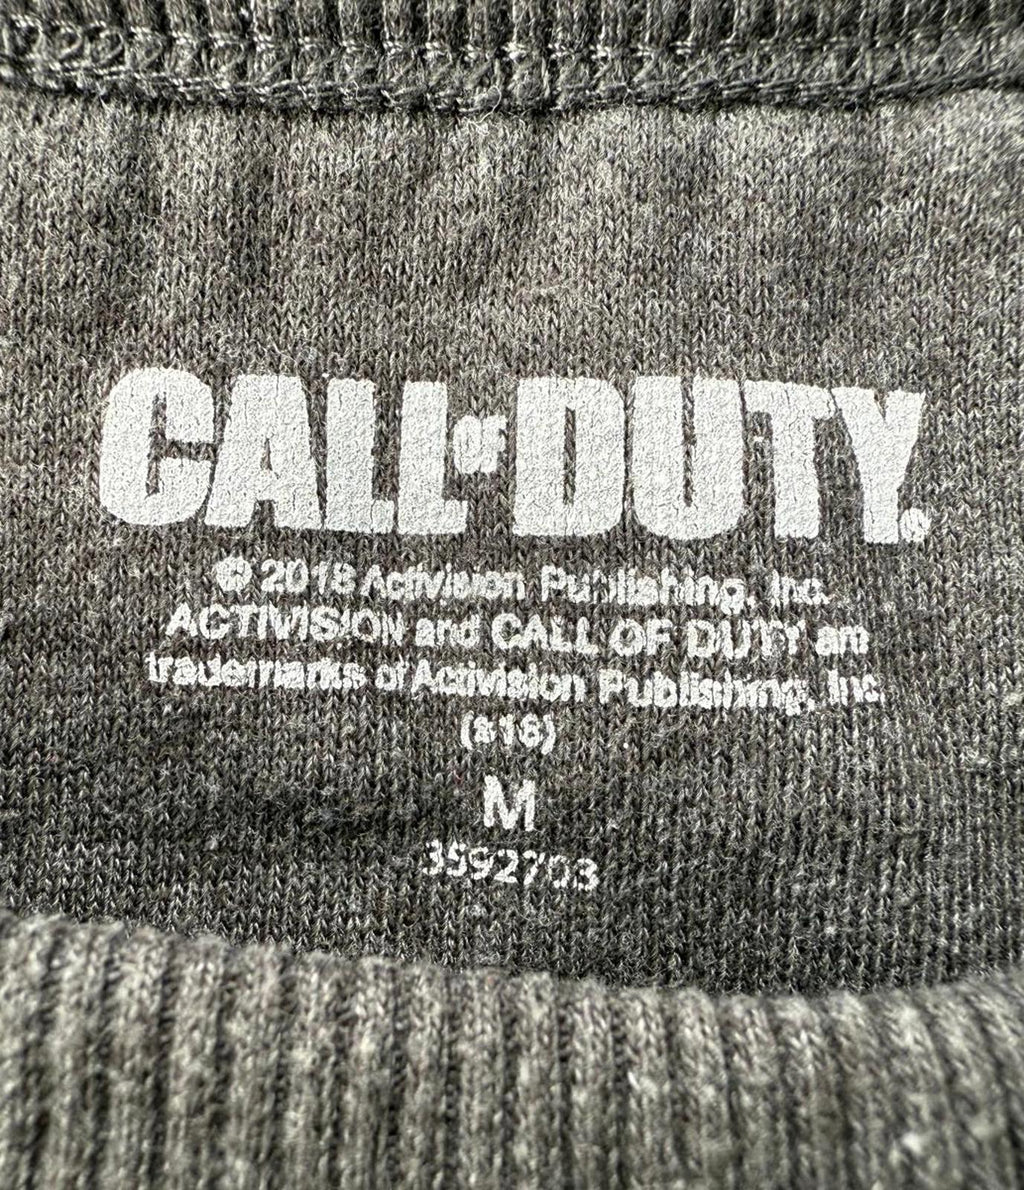 CALL OF DUTY®
© 2018 Activision Publishing, Inc.
ACTIVISION and CALL OF DUTY are
trademarks of Activision Publishing, Inc.
(s18)
M
3592703